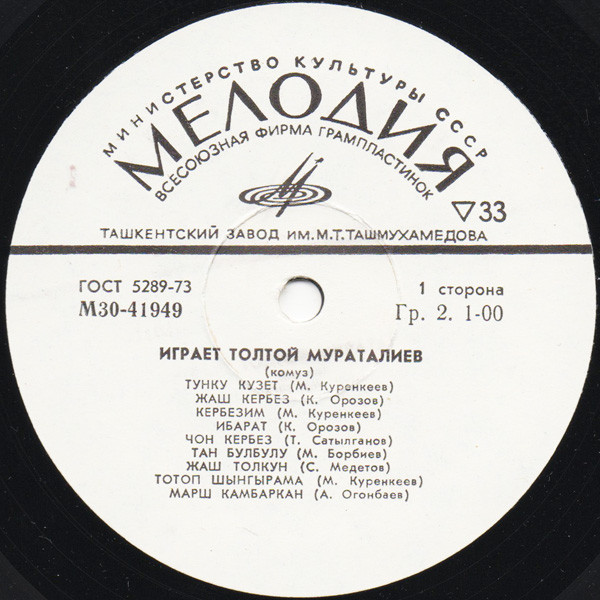 МИНИСТЕРСТВО КУЛЬТУРЫ СССР
МЕЛОДИЯ
ВСЕСОЮЗНАЯ ФИРМА ГРАМПЛАСТИНОК
▽33
ТАШКЕНТСКИЙ ЗАВОД ИМ.М.Т.ТАШМУХАМЕДОВА
ГОСТ 5289-73
М30-41949
1 сторона
Гр. 2. 1-00
ИГРАЕТ ТОЛТОЙ МУРАТАЛИЕВ
(комуз)
ТУНКУ КУЗЕТ (М. Куренкеев)
ЖАШ КЕРБЕЗ (К. Орозов)
КЕРБЕЗИМ (М. Куренкеев)
ИБАРАТ (К. Орозов)
ЧОН КЕРБЕЗ (Т. Сатылганов)
ТАН БУЛБУЛУ (М. Борбиев)
ЖАШ ТОЛКУН (С. Медетов)
ТОТОП ШЫНГЫРАМА (М. Куренкеев)
МАРШ КАМБАРКАН (А. Огонбаев)